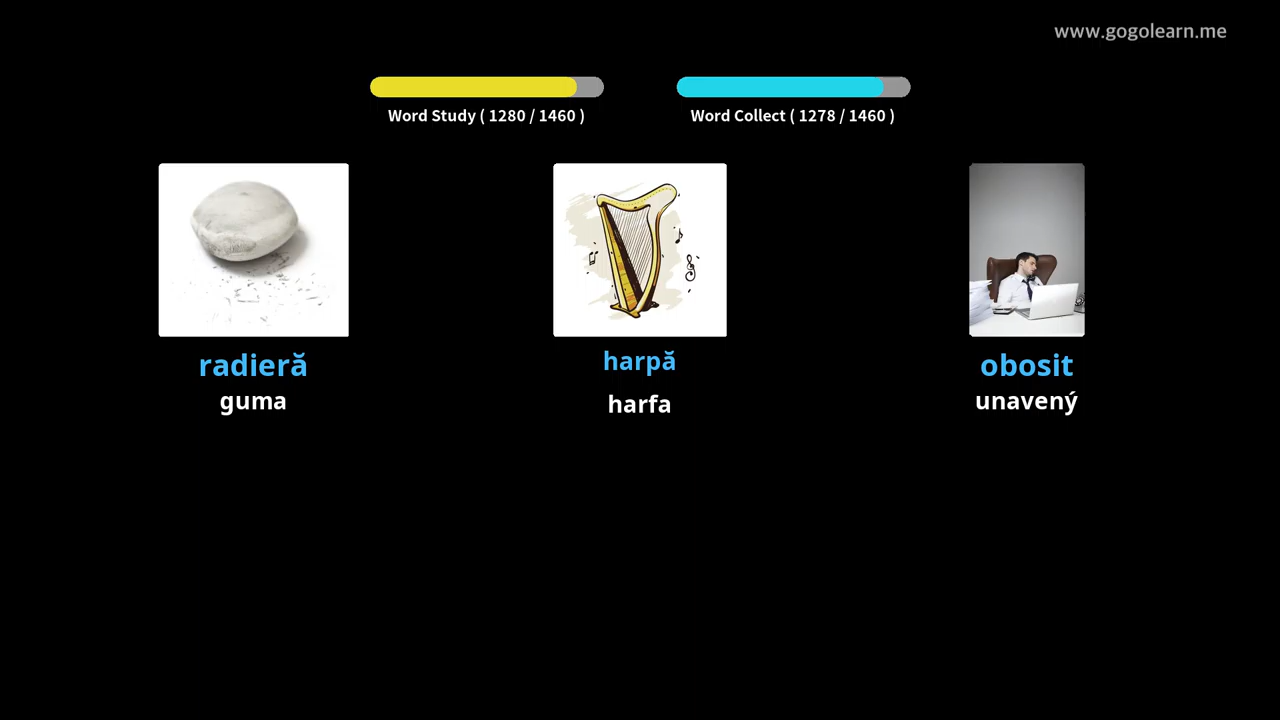 www.gogolearn.me
Word Study ( 1280 / 1460 )
Word Collect ( 1278 / 1460 )
radieră
guma
harpă
harfa
obosit
unavený